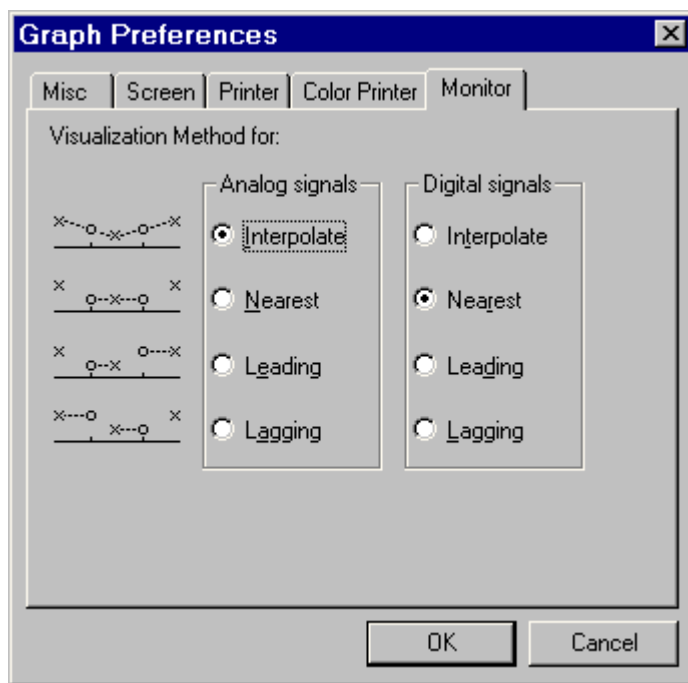 Graph Preferences
Misc Screen Printer Color Printer Monitor
Visualization Method for:
Analog signals Digital signals
Interpolate Interpolate
Nearest Nearest
Leading Leading
Lagging Lagging
OK Cancel